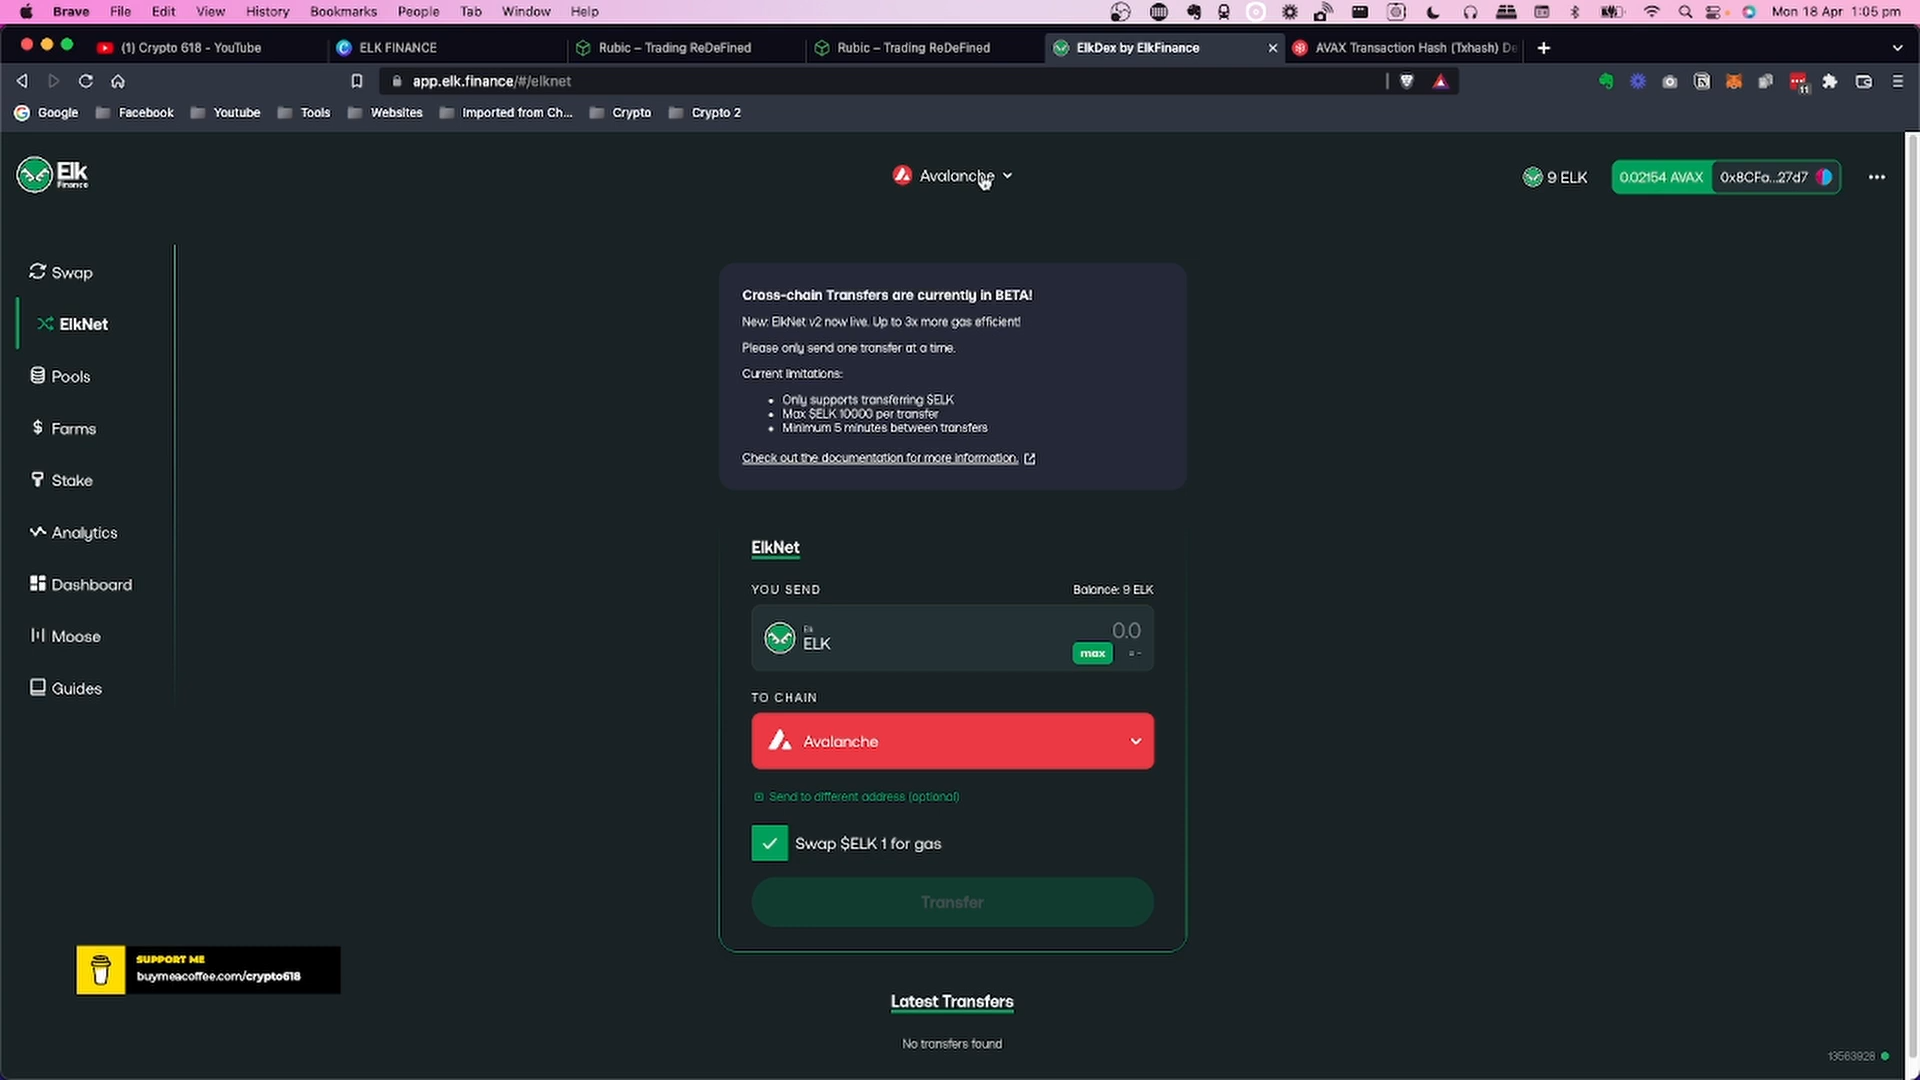 Brave File Edit View History Bookmarks People Tab Window Help Mon 18 Apr 1:05 pm
(1) Crypto 618 - YouTube ELK FINANCE Rubic – Trading ReDeFined Rubic – Trading ReDeFined ElkDex by ElkFinance AVAX Transaction Hash (Txhash) De
app.elk.finance/#/elknet
11
Google Facebook Youtube Tools Websites Imported from Ch... Crypto Crypto 2
Elk
Finance
Avalanche
9 ELK 0.02154 AVAX 0x8CFa...27d7
Swap
ElkNet
Pools
Farms
Stake
Analytics
Dashboard
Moose
Guides
Cross-chain Transfers are currently in BETA!
New: ElkNet v2 now live. Up to 3x more gas efficient!
Please only send one transfer at a time.
Current limitations:
Only supports transferring $ELK
Max $ELK 10000 per transfer
Minimum 5 minutes between transfers
Check out the documentation for more information.
ElkNet
YOU SEND Balance: 9 ELK
Elk
ELK
0.0
max
TO CHAIN
Avalanche
Send to different address (optional)
Swap $ELK 1 for gas
Transfer
SUPPORT ME
buymeacoffee.com/crypto618
Latest Transfers
No transfers found
13563928